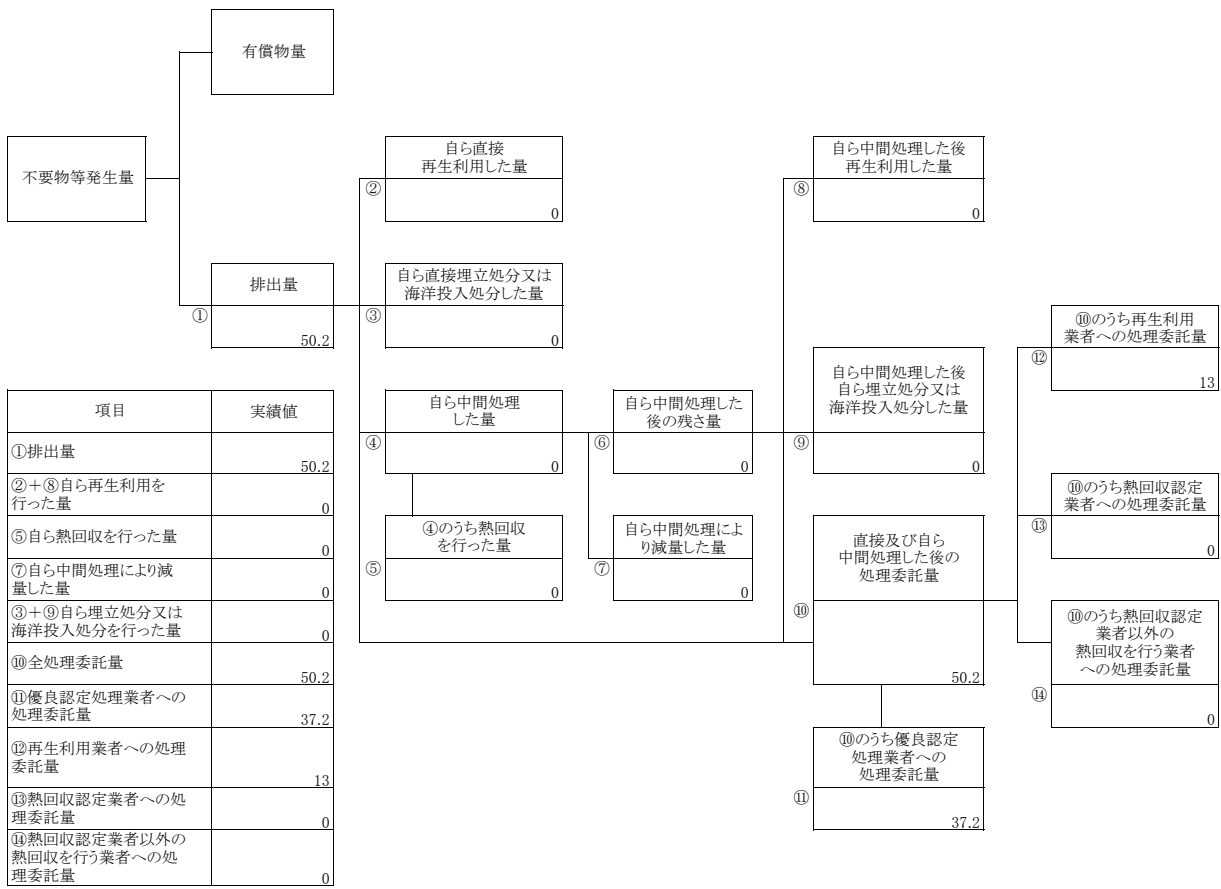 有償物量
不要物等発生量
排出量
①
50.2
自ら直接
再生利用した量
②
0
自ら直接埋立処分又は
海洋投入処分した量
③
0
自ら中間処理
した量
④
0
④のうち熱回収
を行った量
⑤
0
自ら中間処理した
後の残さ量
⑥
0
自ら中間処理によ
り減量した量
⑦
0
自ら中間処理した後
再生利用した量
⑧
0
自ら中間処理した後
自ら埋立処分又は
海洋投入処分した量
⑨
0
直接及び自ら
中間処理した後の
処理委託量
⑩
50.2
⑩のうち優良認定
処理業者への
処理委託量
⑪
37.2
⑩のうち再生利用
業者への処理委託量
⑫
13
⑩のうち熱回収認定
業者への処理委託量
⑬
0
⑩のうち熱回収認定
業者以外の
熱回収を行う業者
への処理委託量
⑭
0
項目 実績値
①排出量
50.2
②+⑧自ら再生利用を
行った量
0
⑤自ら熱回収を行った量
0
⑦自ら中間処理により減
量した量
0
③+⑨自ら埋立処分又は
海洋投入処分を行った量
0
⑩全処理委託量
50.2
⑪優良認定処理業者への
処理委託量
37.2
⑫再生利用業者への処理
委託量
13
⑬熱回収認定業者への処
理委託量
0
⑭熱回収認定業者以外の
熱回収を行う業者への処
理委託量
0